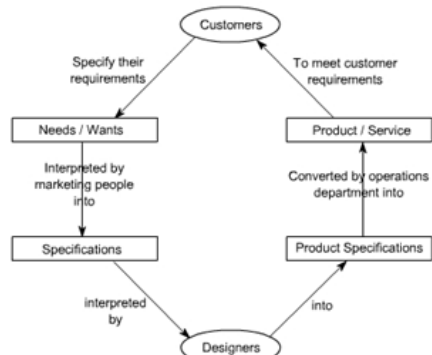 Customers
Specify their
requirements
To meet customer
requirements
Needs / Wants
Product / Service
Interpreted by
marketing people
into
Converted by operations
department into
Specifications
Product Specifications
interpreted
by
into
Designers